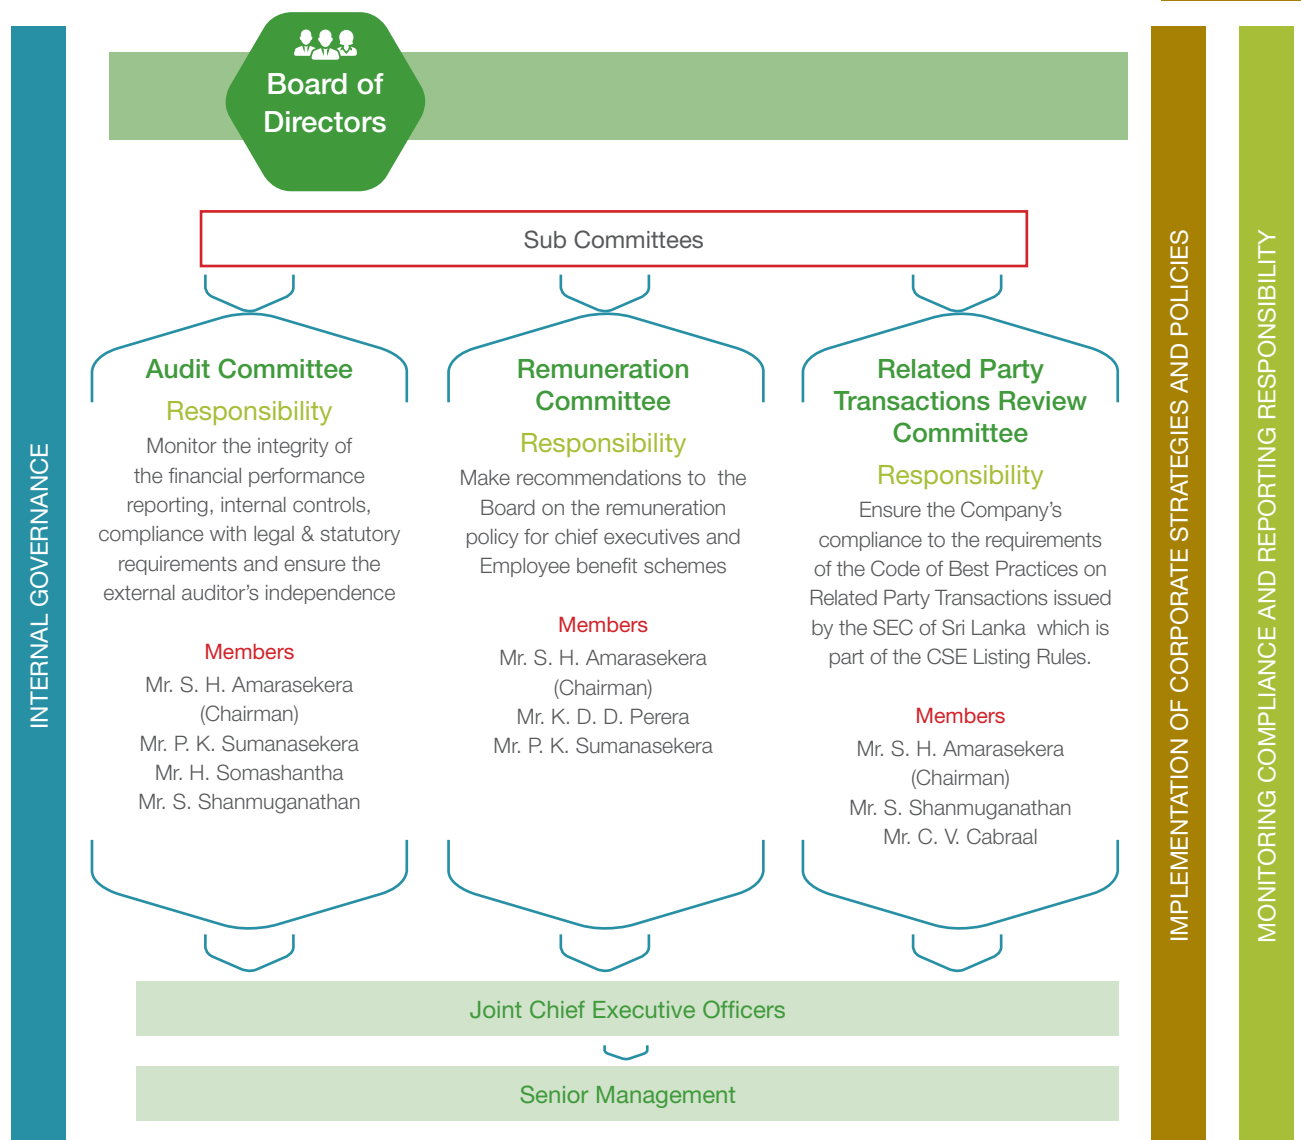 Board of
Directors
Sub Committees
Audit Committee
Responsibility
Monitor the integrity of
the financial performance
reporting, internal controls,
compliance with legal & statutory
requirements and ensure the
external auditor's independence
Members
Mr. S. H. Amarasekera
(Chairman)
Mr. P. K. Sumanasekera
Mr. H. Somashantha
Mr. S. Shanmuganathan
Remuneration
Committee
Responsibility
Make recommendations to the
Board on the remuneration
policy for chief executives and
Employee benefit schemes
Members
Mr. S. H. Amarasekera
(Chairman)
Mr. K. D. D. Perera
Mr. P. K. Sumanasekera
Related Party
Transactions Review
Committee
Responsibility
Ensure the Company's
compliance to the requirements
of the Code of Best Practices on
Related Party Transactions issued
by the SEC of Sri Lanka which is
part of the CSE Listing Rules.
Members
Mr. S. H. Amarasekera
(Chairman)
Mr. S. Shanmuganathan
Mr. C. V. Cabraal
Joint Chief Executive Officers
Senior Management
INTERNAL GOVERNANCE
IMPLEMENTATION OF CORPORATE STRATEGIES AND POLICIES
MONITORING COMPLIANCE AND REPORTING RESPONSIBILITY